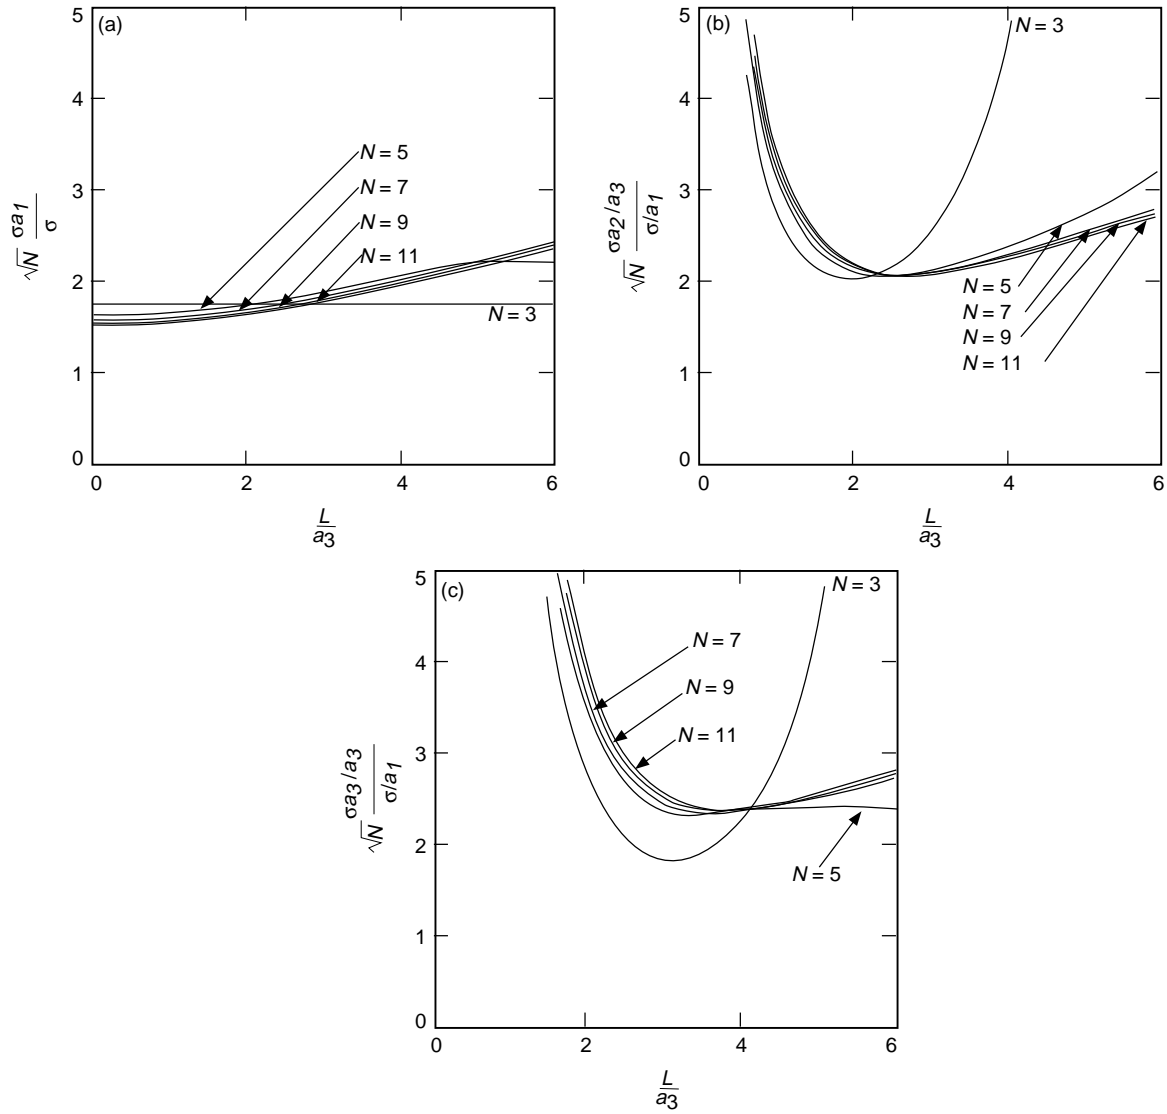 (a)
5
4
3
2
1
0
√N σa1 / σ
N = 5
N = 7
N = 9
N = 11
N = 3
0 2 4 6
L / a3
(b)
5
4
3
2
1
0
√N σa2/a3 / σ/a1
N = 3
N = 5
N = 7
N = 9
N = 11
0 2 4 6
L / a3
(c)
5
4
3
2
1
0
√N σa3/a3 / σ/a1
N = 3
N = 7
N = 9
N = 11
N = 5
0 2 4 6
L / a3